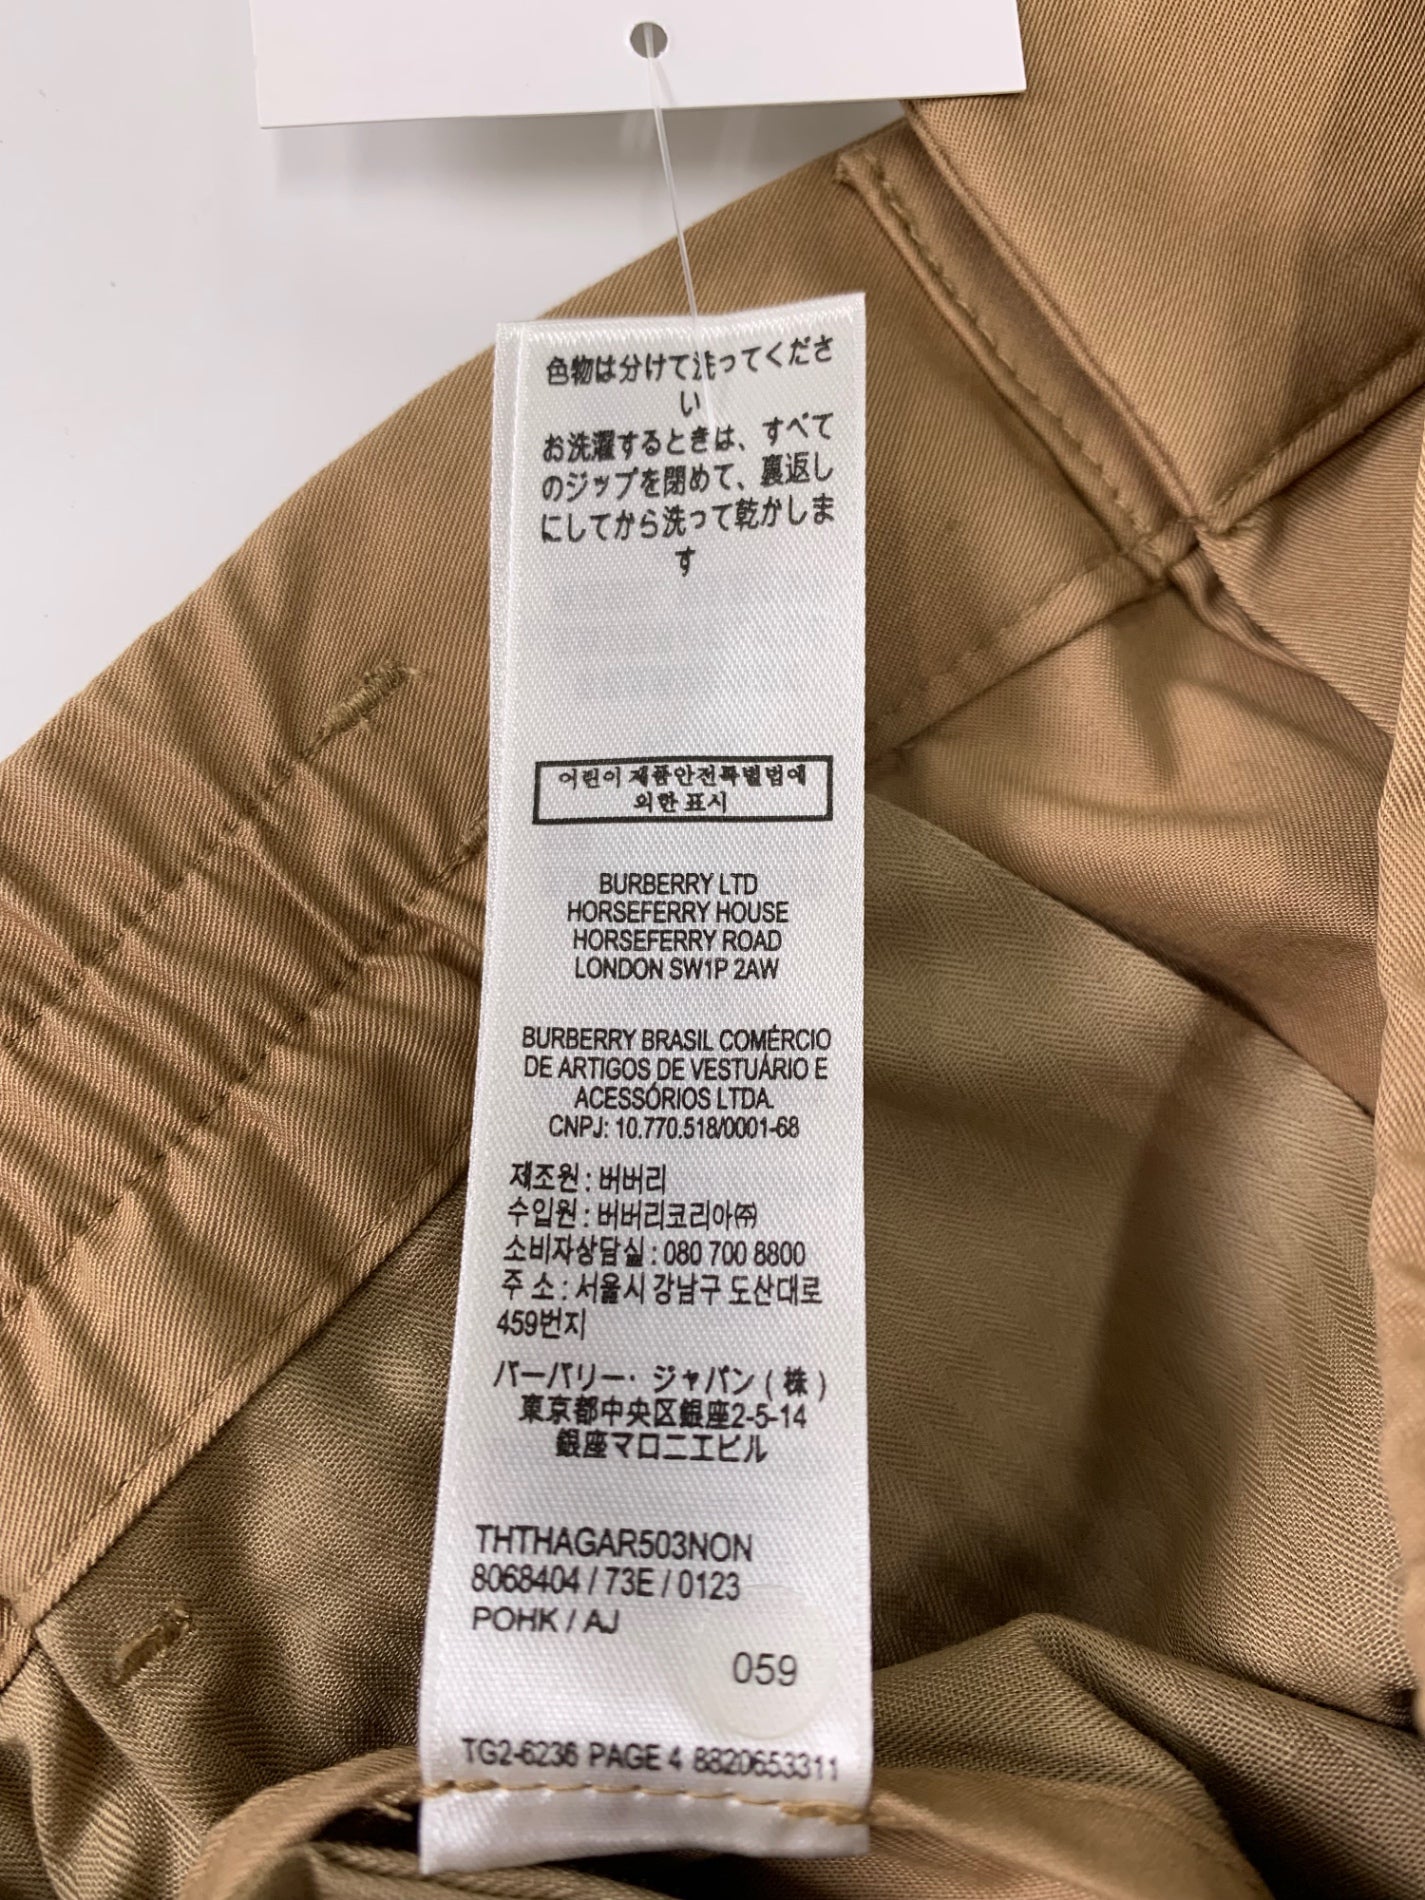 色物は分けて洗ってくださ
い
お洗濯するときは、すべて
のジップを閉めて、裏返し
にしてから洗って乾かしま
す
어린이 제품안전특별법에
의한 표시
BURBERRY LTD
HORSEFERRY HOUSE
HORSEFERRY ROAD
LONDON SW1P 2AW
BURBERRY BRASIL COMÉRCIO
DE ARTIGOS DE VESTUÁRIO E
ACESSÓRIOS LTDA.
CNPJ: 10.770.518/0001-68
제조원 : 버버리
수입원 : 버버리코리아㈜
소비자상담실 : 080 700 8800
주 소 : 서울시 강남구 도산대로
459번지
バーバリー・ジャパン ( 株 )
東京都中央区銀座2-5-14
銀座マロニエビル
THTHAGAR503NON
8068404 / 73E / 0123
POHK / AJ
059
TG2-6236 PAGE 4 8820653311